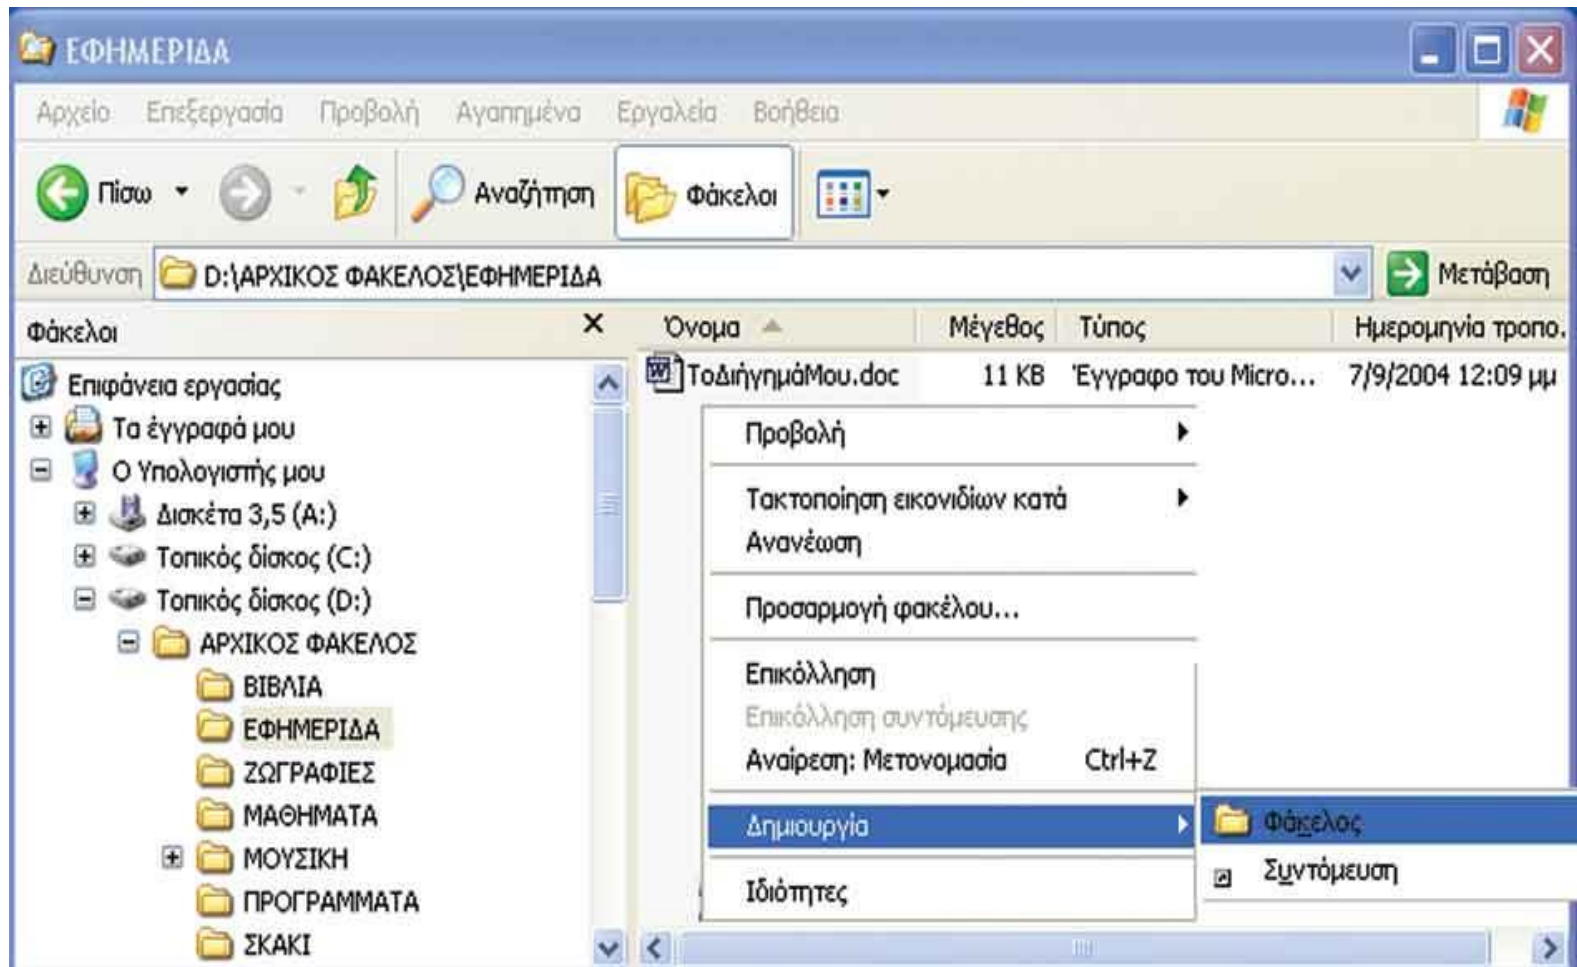 ΕΦΗΜΕΡΙΔΑ
Αρχείο Επεξεργασία Προβολή Αγαπημένα Εργαλεία Βοήθεια
Πίσω Αναζήτηση Φάκελοι
Διεύθυνση D:\ΑΡΧΙΚΟΣ ΦΑΚΕΛΟΣ\ΕΦΗΜΕΡΙΔΑ Μετάβαση
Φάκελοι
Επιφάνεια εργασίας
Τα έγγραφά μου
Ο Υπολογιστής μου
Δισκέτα 3,5 (A:)
Τοπικός δίσκος (C:)
Τοπικός δίσκος (D:)
ΑΡΧΙΚΟΣ ΦΑΚΕΛΟΣ
ΒΙΒΛΙΑ
ΕΦΗΜΕΡΙΔΑ
ΖΩΓΡΑΦΙΕΣ
ΜΑΘΗΜΑΤΑ
ΜΟΥΣΙΚΗ
ΠΡΟΓΡΑΜΜΑΤΑ
ΣΚΑΚΙ
Όνομα Μέγεθος Τύπος Ημερομηνία τροπο.
ΤοΔιήγημάΜου.doc 11 KB Έγγραφο του Micro... 7/9/2004 12:09 μμ
Προβολή
Τακτοποίηση εικονιδίων κατά
Ανανέωση
Προσαρμογή φακέλου...
Επικόλληση
Επικόλληση συντόμευσης
Αναίρεση: Μετονομασία Ctrl+Z
Δημιουργία
Ιδιότητες
Φάκελος
Συντόμευση